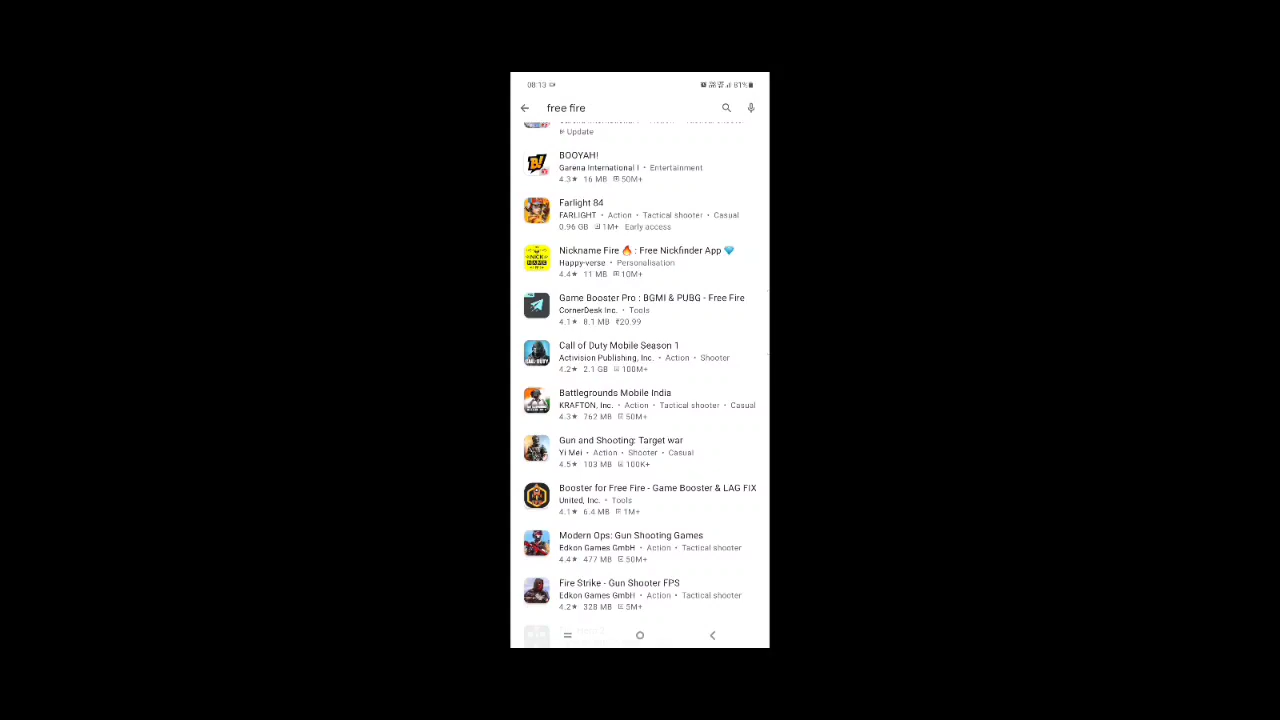 08:13 81%
free fire
Update
BOOYAH!
Garena International I • Entertainment
4.3★ 16 MB 50M+
Farlight 84
FARLIGHT • Action • Tactical shooter • Casual
0.96 GB 1M+ Early access
Nickname Fire 🔥 : Free Nickfinder App 💎
Happy-verse • Personalisation
4.4★ 11 MB 10M+
Game Booster Pro : BGMI & PUBG - Free Fire
CornerDesk Inc. • Tools
4.1★ 8.1 MB ₹20.99
Call of Duty Mobile Season 1
Activision Publishing, Inc. • Action • Shooter
4.2★ 2.1 GB 100M+
Battlegrounds Mobile India
KRAFTON, Inc. • Action • Tactical shooter • Casual
4.3★ 762 MB 50M+
Gun and Shooting: Target war
Yi Mei • Action • Shooter • Casual
4.5★ 103 MB 100K+
Booster for Free Fire - Game Booster & LAG FIX
United, Inc. • Tools
4.1★ 6.4 MB 1M+
Modern Ops: Gun Shooting Games
Edkon Games GmbH • Action • Tactical shooter
4.4★ 477 MB 50M+
Fire Strike - Gun Shooter FPS
Edkon Games GmbH • Action • Tactical shooter
4.2★ 328 MB 5M+